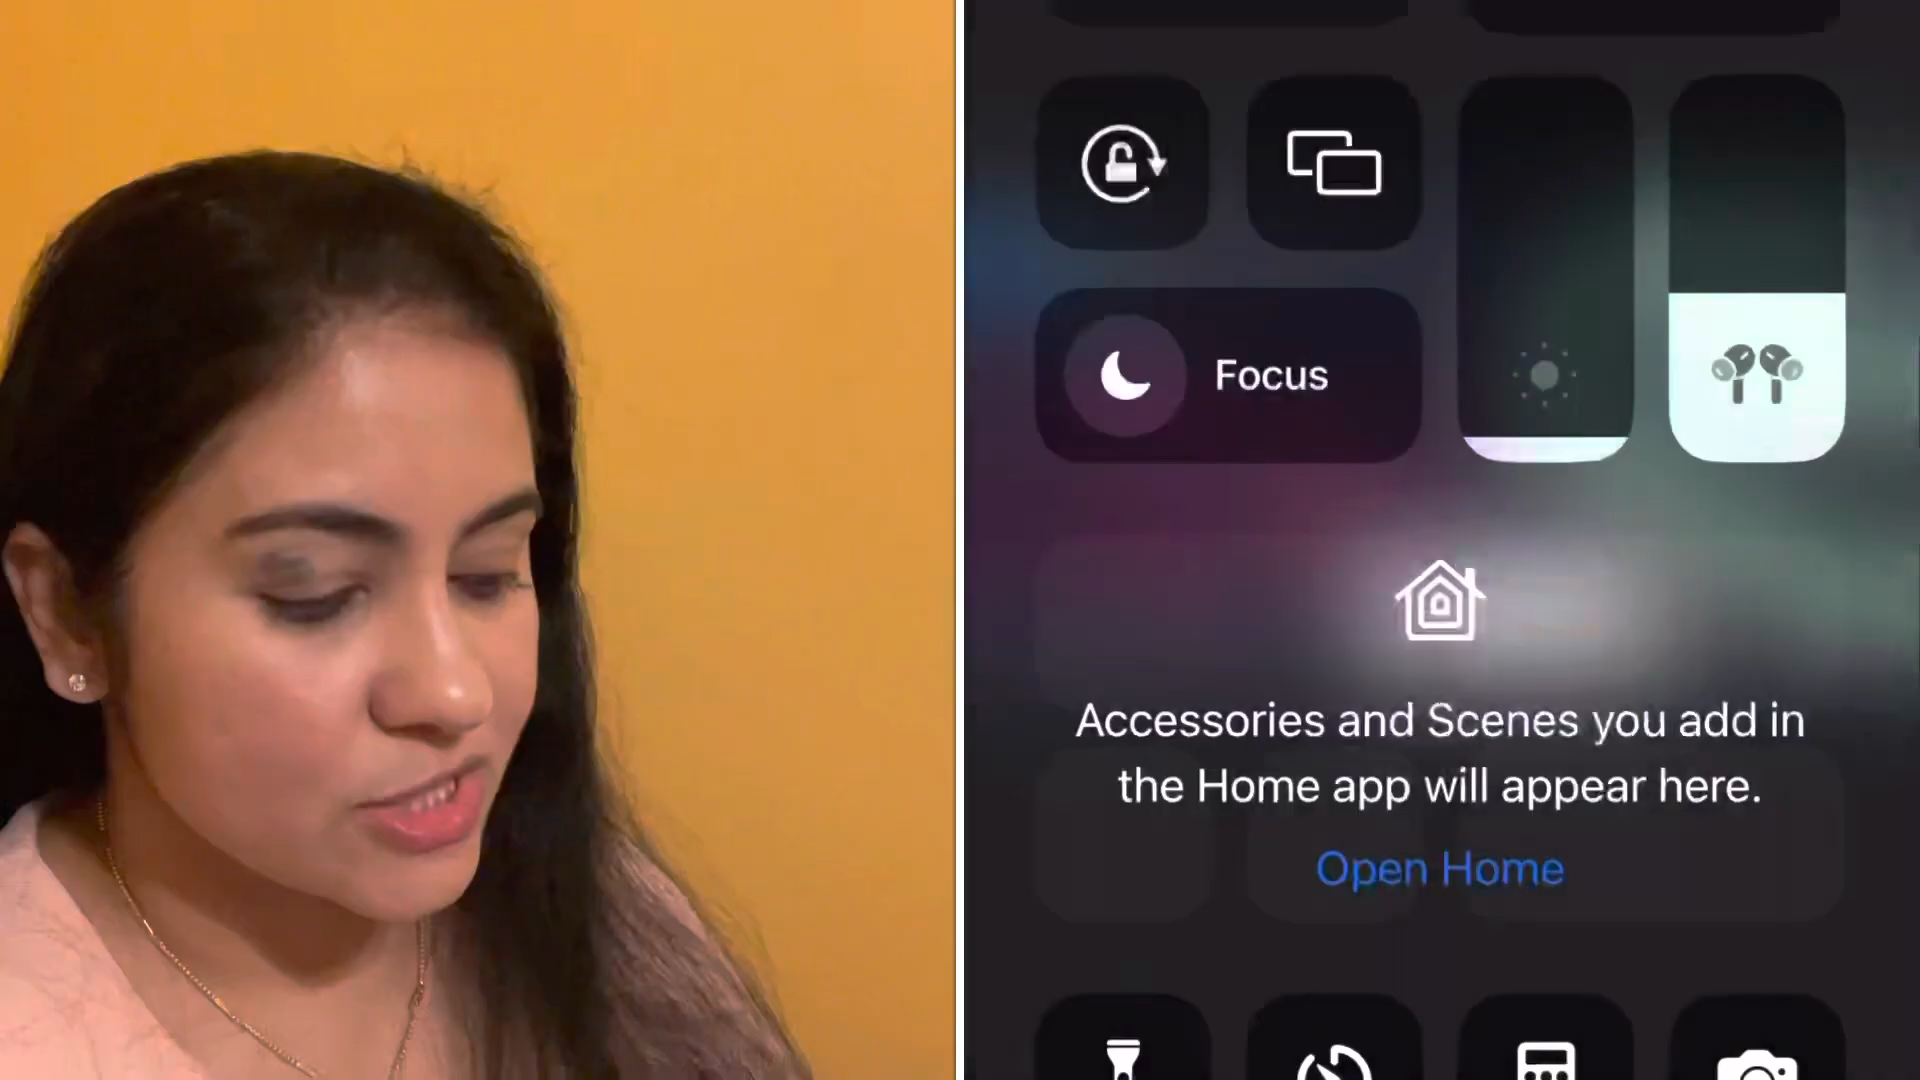 Focus
Accessories and Scenes you add in
the Home app will appear here.
Open Home